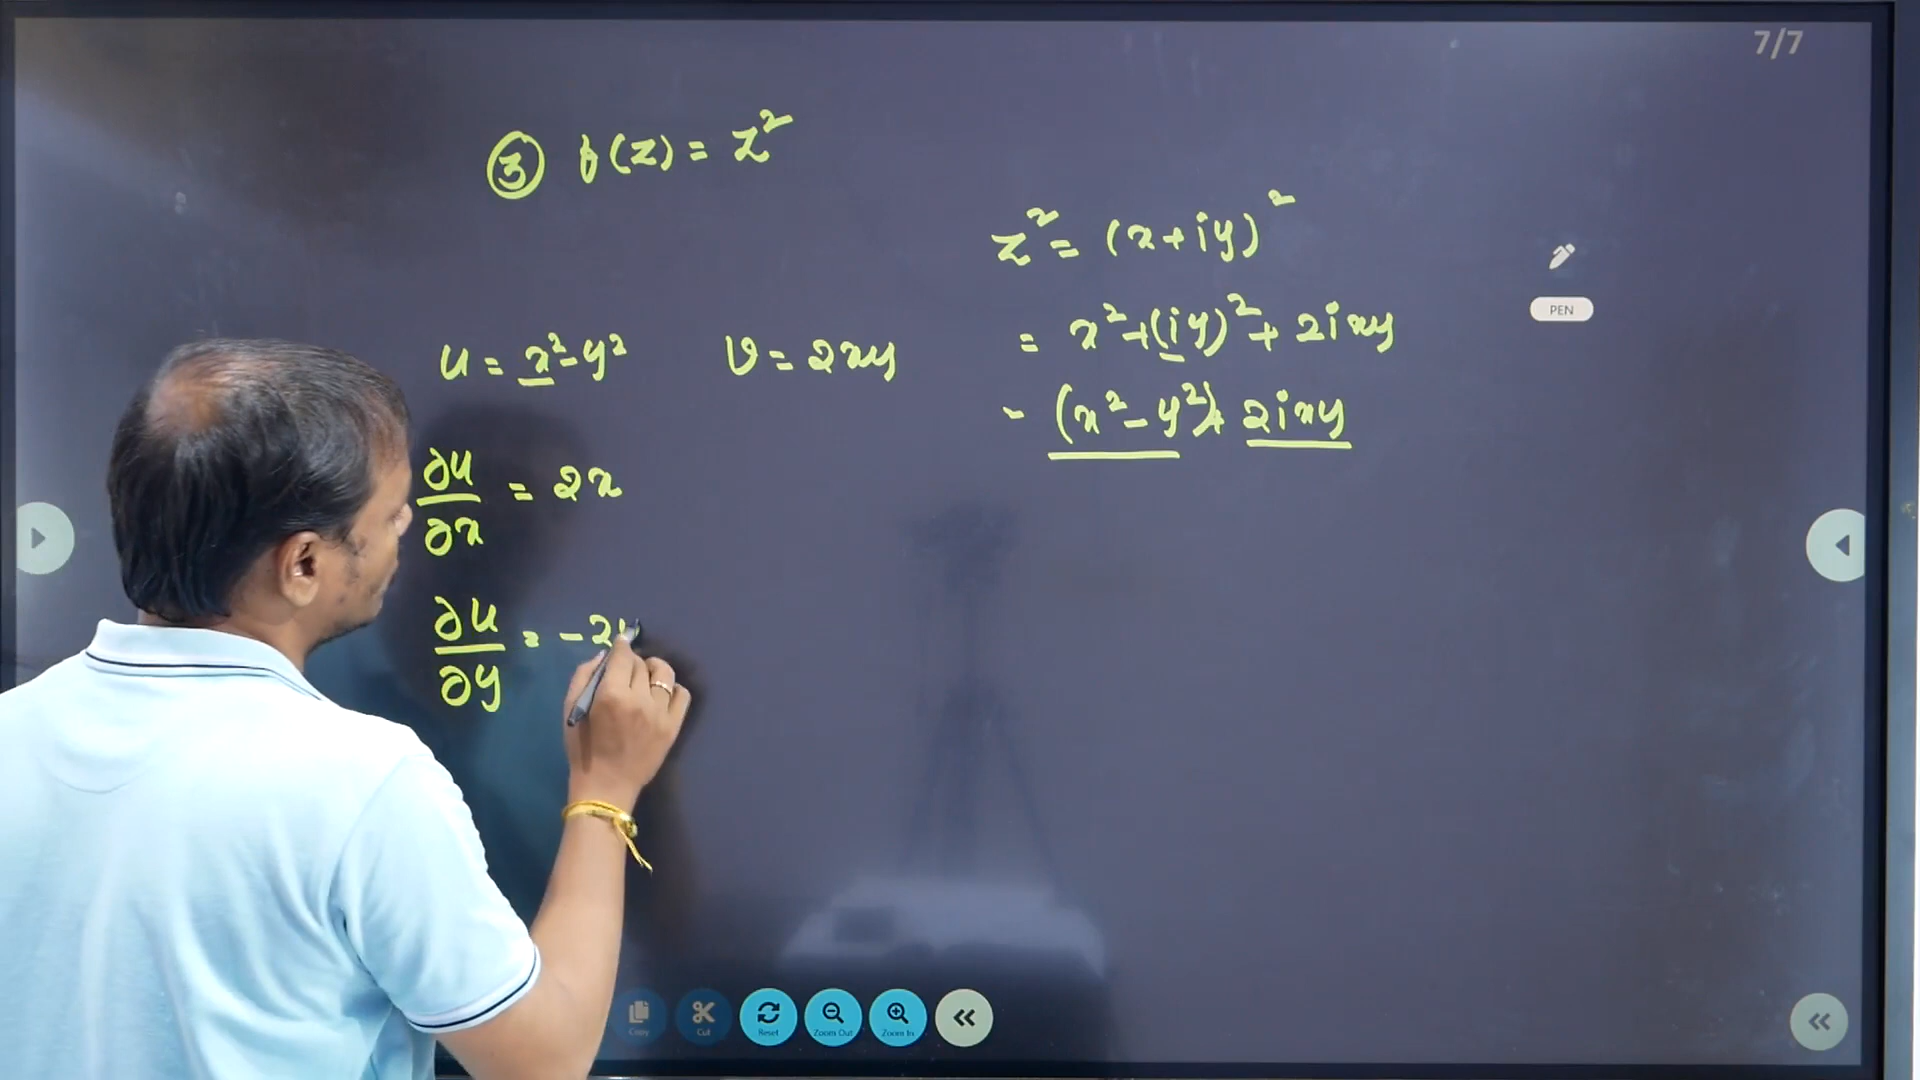 7/7
③ f(z) = z²
z² = (x+iy)²
= x²+(iy)²+ 2ixy
- (x²-y²)+ 2ixy
PEN
u = x²-y²
v = 2xy
∂u/∂x = 2x
∂u/∂y = -2y
Copy
Cut
Reset
Zoom Out
Zoom In